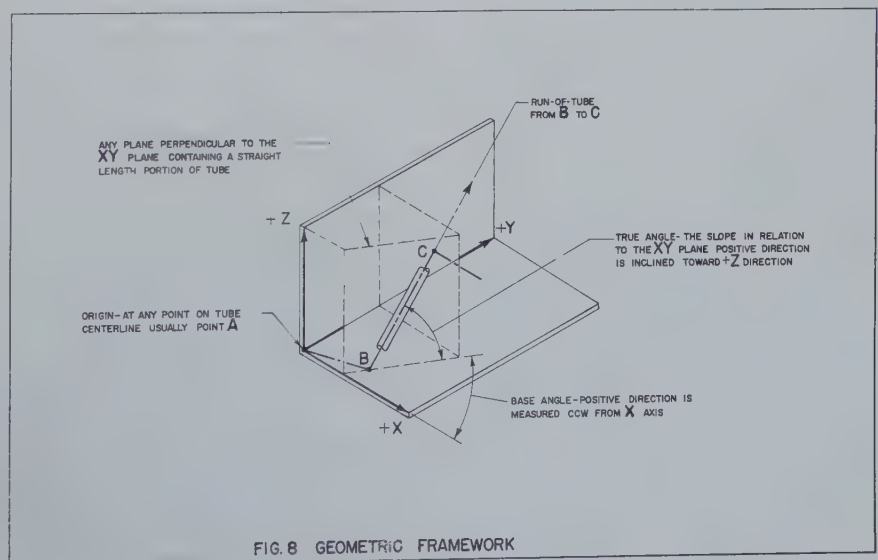 RUN-OF-TUBE
FROM B TO C
ANY PLANE PERPENDICULAR TO THE
XY PLANE CONTAINING A STRAIGHT
LENGTH PORTION OF TUBE
+Z
+Y
TRUE ANGLE-THE SLOPE IN RELATION
TO THE XY PLANE POSITIVE DIRECTION
IS INCLINED TOWARD +Z DIRECTION
C
ORIGIN-AT ANY POINT ON TUBE
CENTERLINE USUALLY POINT A
B
BASE ANGLE-POSITIVE DIRECTION IS
MEASURED CCW FROM X AXIS
+X
FIG. 8 GEOMETRIC FRAMEWORK